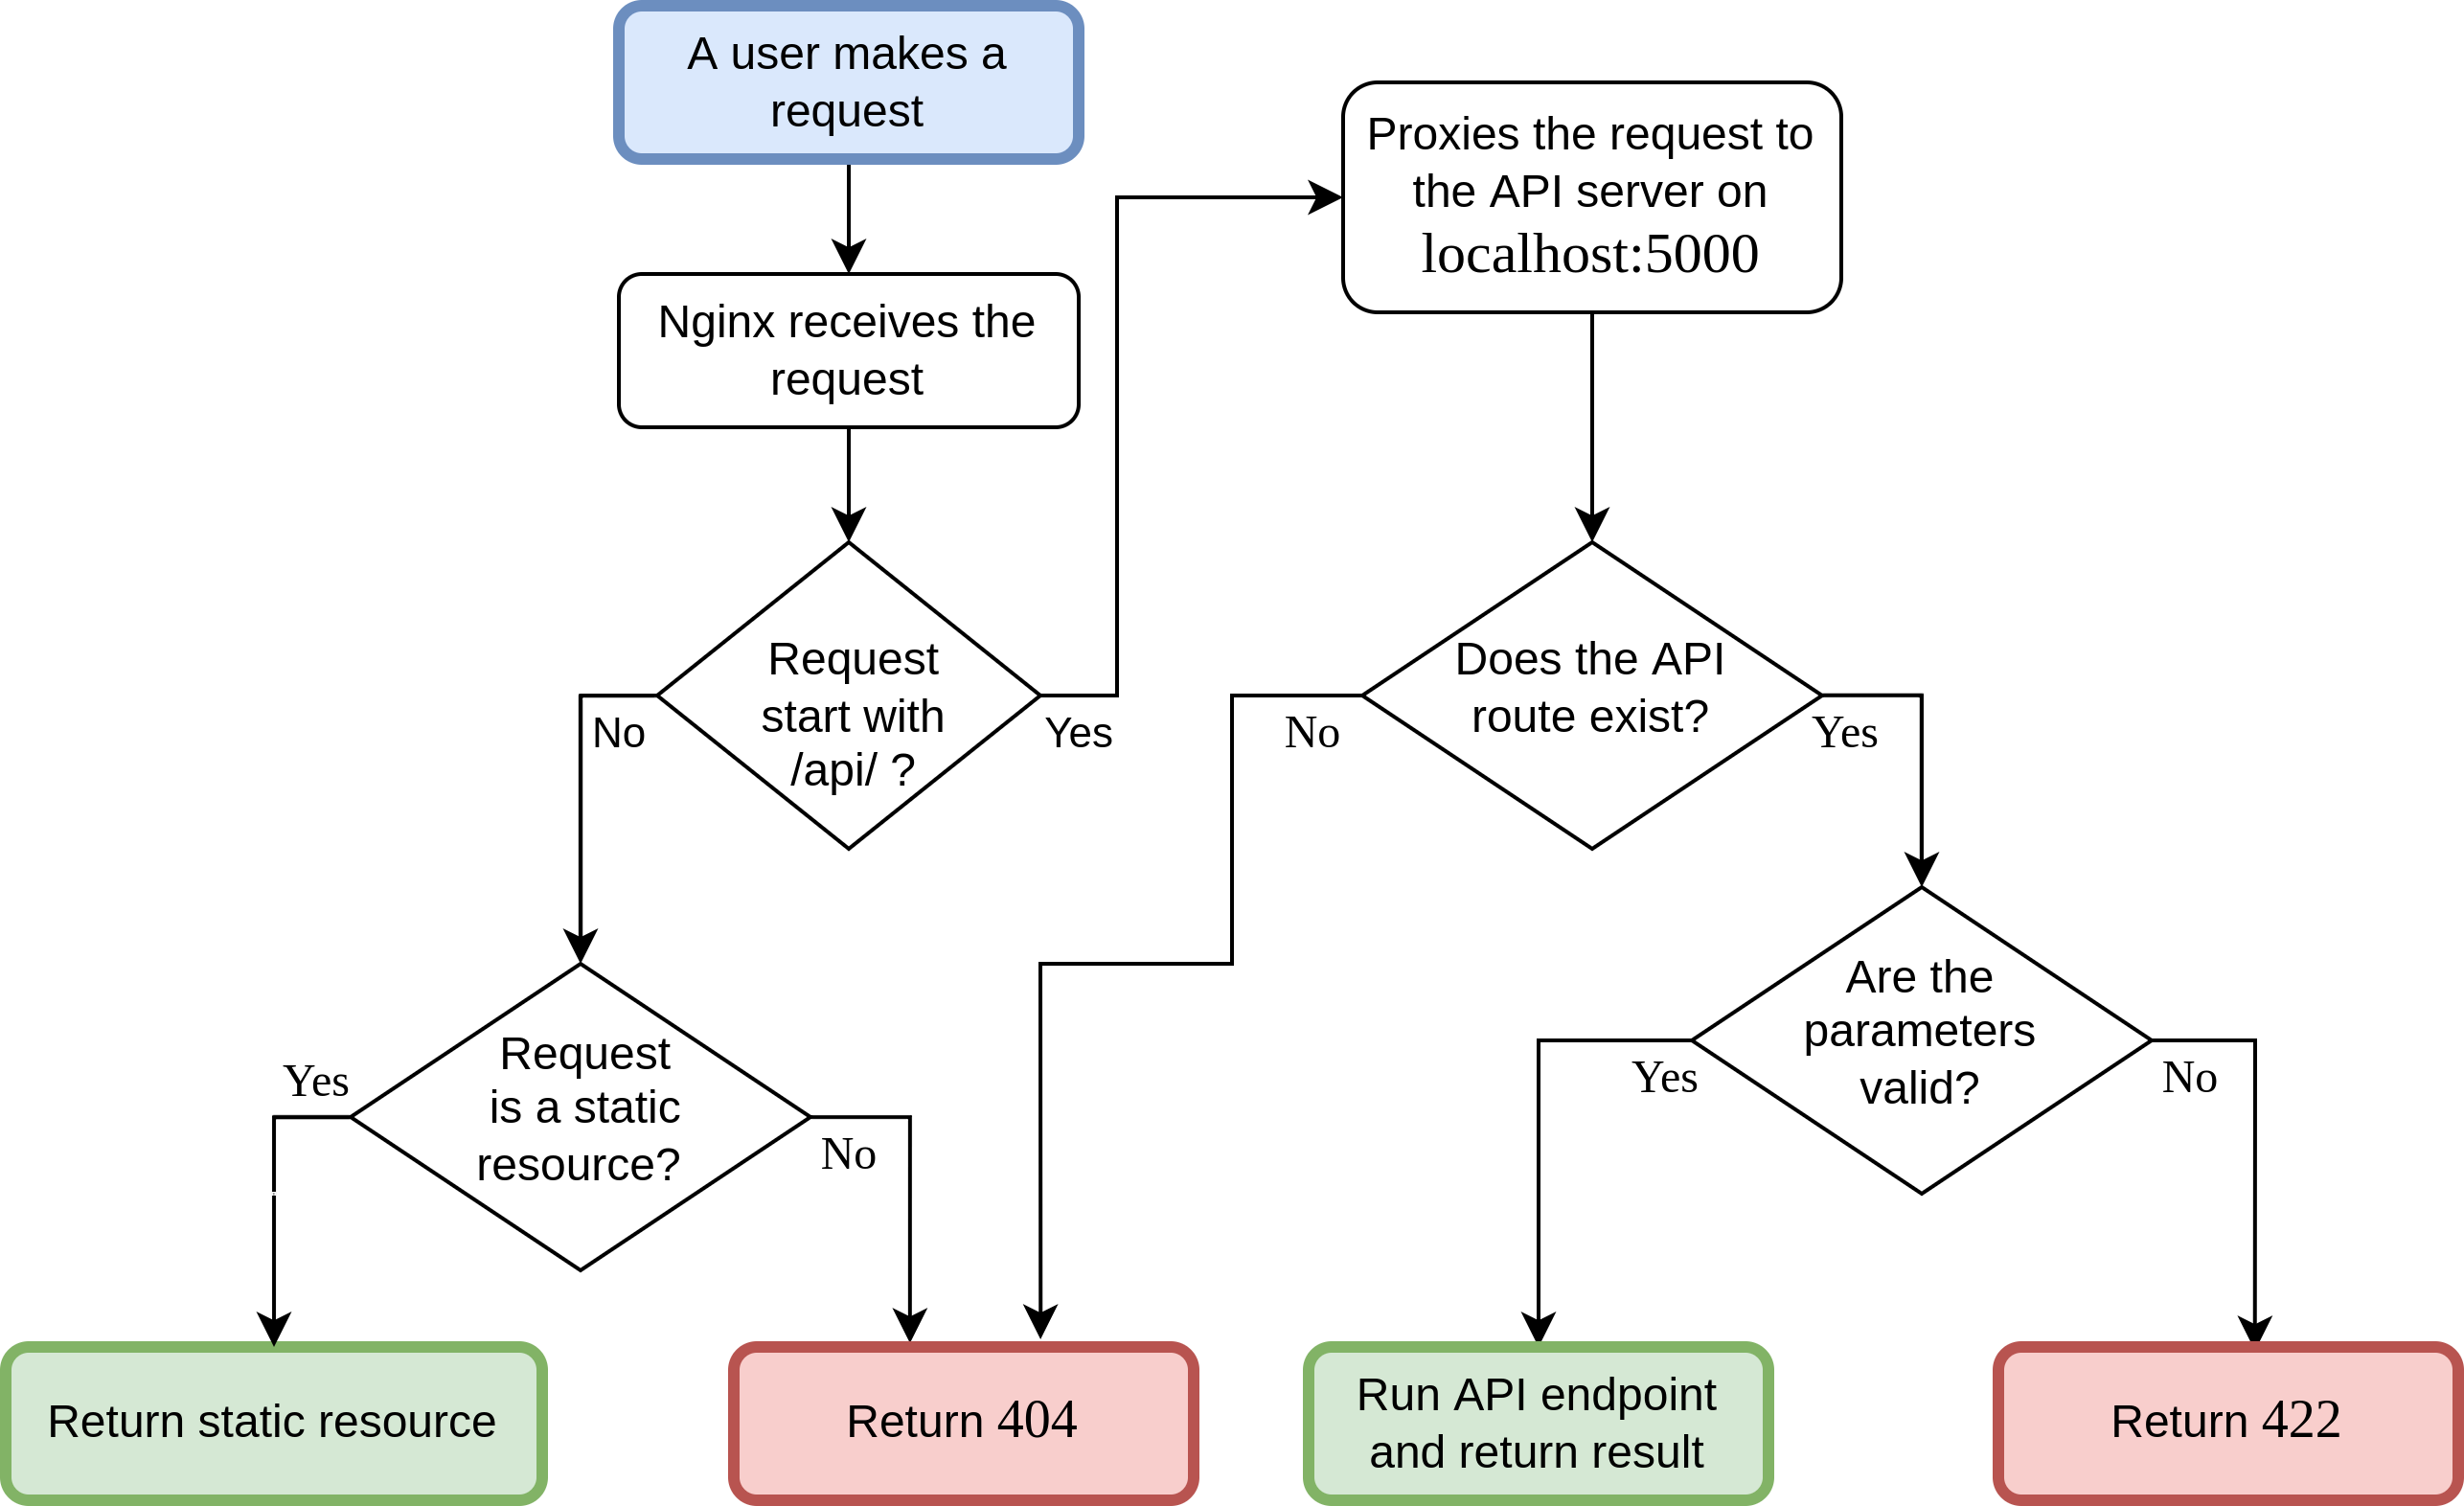 A user makes a
request
Nginx receives the
request
Proxies the request to
the API server on
localhost:5000
Request
start with
/api/ ?
No
Yes
Does the API
route exist?
No
Yes
Request
is a static
resource?
Yes
No
Are the
parameters
valid?
Yes
No
Return static resource
Return 404
Run API endpoint
and return result
Return 422